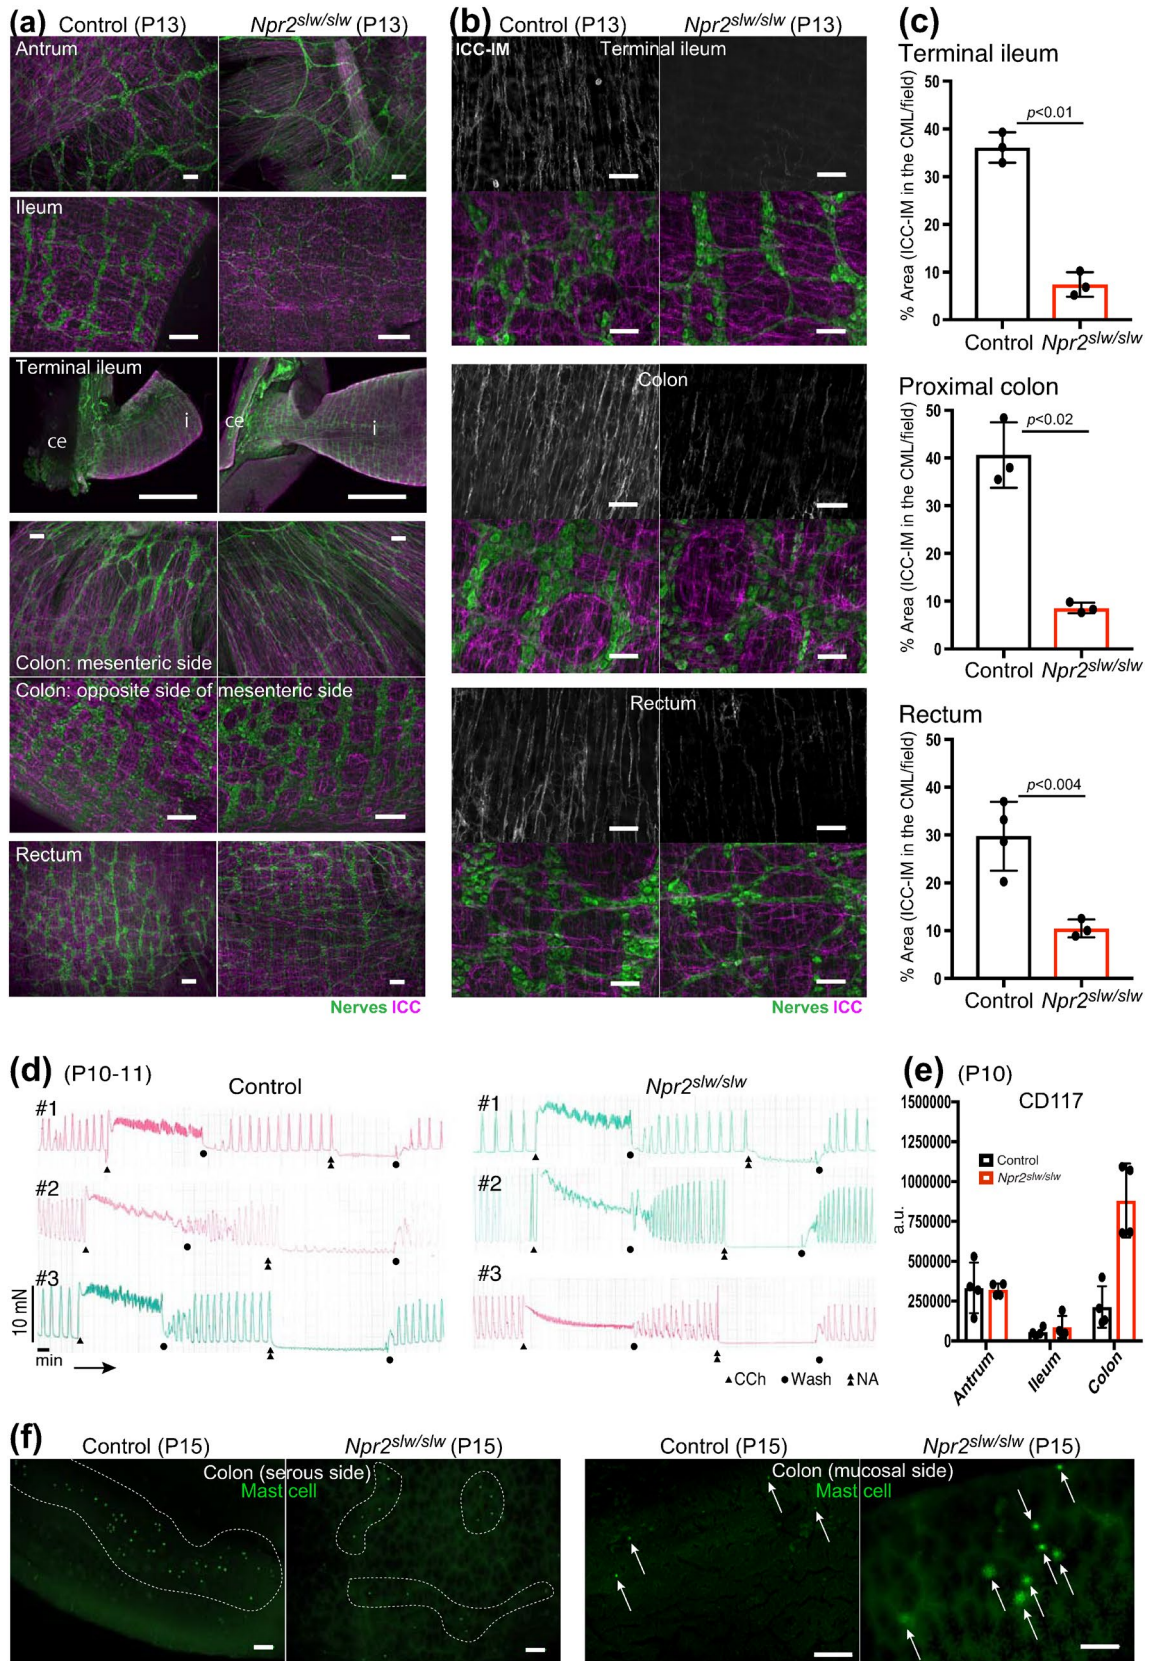 (a) Control (P13) Npr2slw/slw (P13)
Antrum
Ileum
Terminal ileum
ce i ce i
Colon: mesenteric side
Colon: opposite side of mesenteric side
Rectum
Nerves ICC
(b) Control (P13) Npr2slw/slw (P13)
ICC-IM Terminal ileum
Colon
Rectum
Nerves ICC
(c)
Terminal ileum
% Area (ICC-IM in the CML/field)
50
40
30
20
10
0
p<0.01
Control Npr2slw/slw
Proximal colon
% Area (ICC-IM in the CML/field)
50
40
30
20
10
0
p<0.02
Control Npr2slw/slw
Rectum
% Area (ICC-IM in the CML/field)
50
40
30
20
10
0
p<0.004
Control Npr2slw/slw
(d) (P10-11)
Control
#1
#2
#3
10 mN
min
Npr2slw/slw
#1
#2
#3
▲CCh ●Wash ▲▲NA
(e) (P10)
CD117
1500000
1250000
1000000
750000
500000
250000
0
a.u.
Control
Npr2slw/slw
Antrum Ileum Colon
(f)
Control (P15) Npr2slw/slw (P15)
Colon (serous side)
Mast cell
Control (P15) Npr2slw/slw (P15)
Colon (mucosal side)
Mast cell